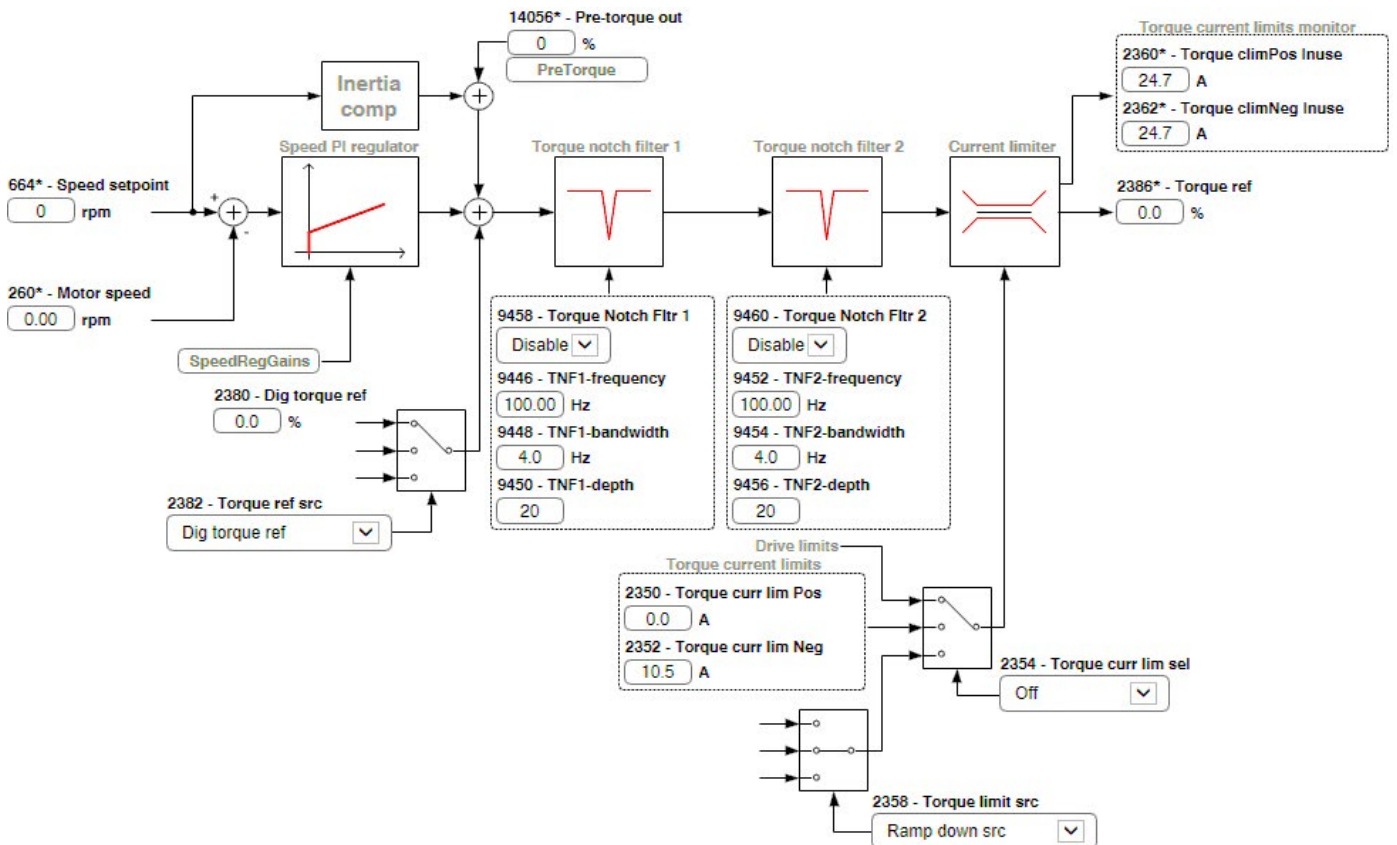 14056* - Pre-torque out
0 %
PreTorque
Torque current limits monitor
2360* - Torque climPos Inuse
24.7 A
2362* - Torque climNeg Inuse
24.7 A
Inertia
comp
Speed PI regulator
Torque notch filter 1
Torque notch filter 2
Current limiter
664* - Speed setpoint
0 rpm
+
-
2386* - Torque ref
0.0 %
260* - Motor speed
0.00 rpm
SpeedRegGains
2380 - Dig torque ref
0.0 %
2382 - Torque ref src
Dig torque ref
9458 - Torque Notch Fltr 1
Disable
9446 - TNF1-frequency
100.00 Hz
9448 - TNF1-bandwidth
4.0 Hz
9450 - TNF1-depth
20
9460 - Torque Notch Fltr 2
Disable
9452 - TNF2-frequency
100.00 Hz
9454 - TNF2-bandwidth
4.0 Hz
9456 - TNF2-depth
20
Drive limits
Torque current limits
2350 - Torque curr lim Pos
0.0 A
2352 - Torque curr lim Neg
10.5 A
2354 - Torque curr lim sel
Off
2358 - Torque limit src
Ramp down src